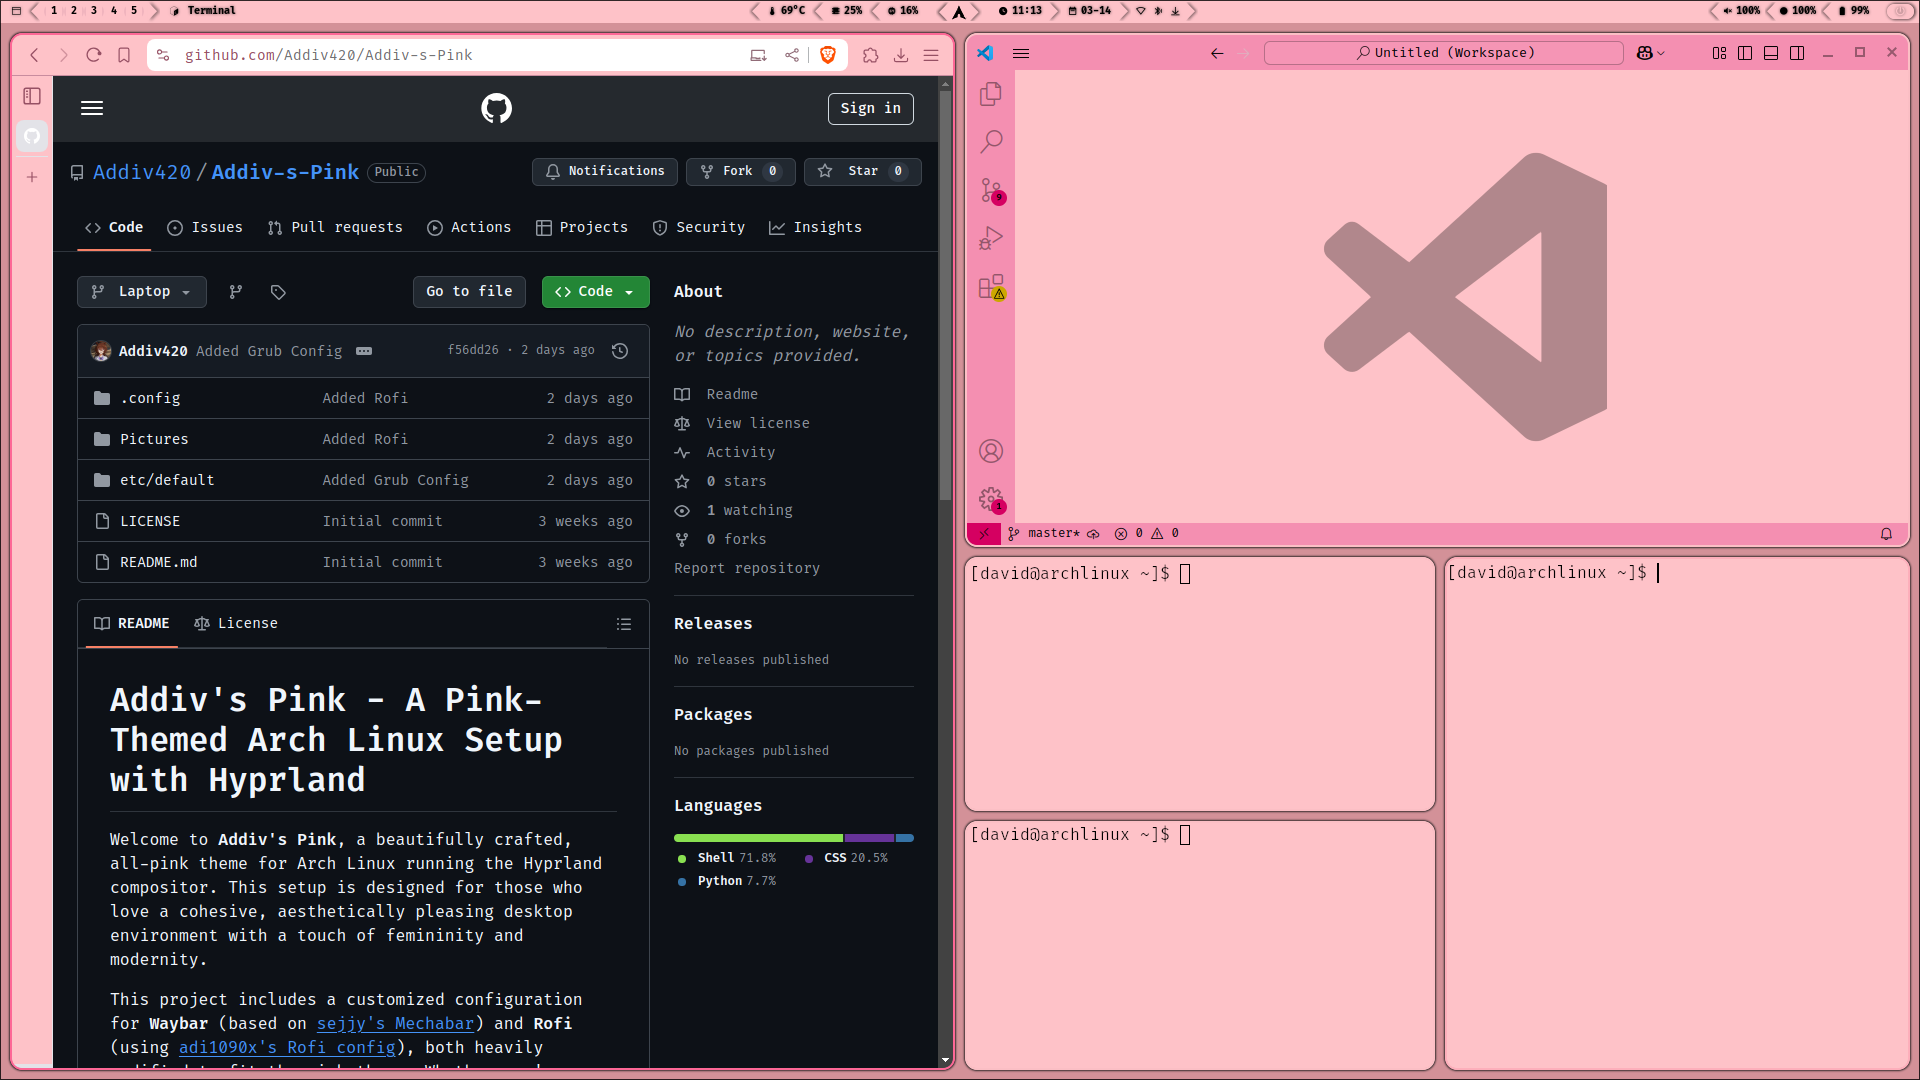 1 2 3 4 5 Terminal
69°C 25% 16%
11:13 03-14
100% 100% 99%
github.com/Addiv420/Addiv-s-Pink
Sign in
Addiv420/Addiv-s-Pink Public
Notifications Fork 0 Star 0
Code Issues Pull requests Actions Projects Security Insights
Laptop Go to file Code
Addiv420 Added Grub Config f56dd26 · 2 days ago
.config Added Rofi 2 days ago
Pictures Added Rofi 2 days ago
etc/default Added Grub Config 2 days ago
LICENSE Initial commit 3 weeks ago
README.md Initial commit 3 weeks ago
README License
Addiv's Pink - A Pink-
Themed Arch Linux Setup
with Hyprland
Welcome to Addiv's Pink, a beautifully crafted,
all-pink theme for Arch Linux running the Hyprland
compositor. This setup is designed for those who
love a cohesive, aesthetically pleasing desktop
environment with a touch of femininity and
modernity.
This project includes a customized configuration
for Waybar (based on sejjy's Mechabar) and Rofi
(using adi1090x's Rofi config), both heavily
About
No description, website,
or topics provided.
Readme
View license
Activity
0 stars
1 watching
0 forks
Report repository
Releases
No releases published
Packages
No packages published
Languages
Shell 71.8% CSS 20.5%
Python 7.7%
Untitled (Workspace)
9
1
master* 0 0
[david@archlinux ~]$
[david@archlinux ~]$
[david@archlinux ~]$